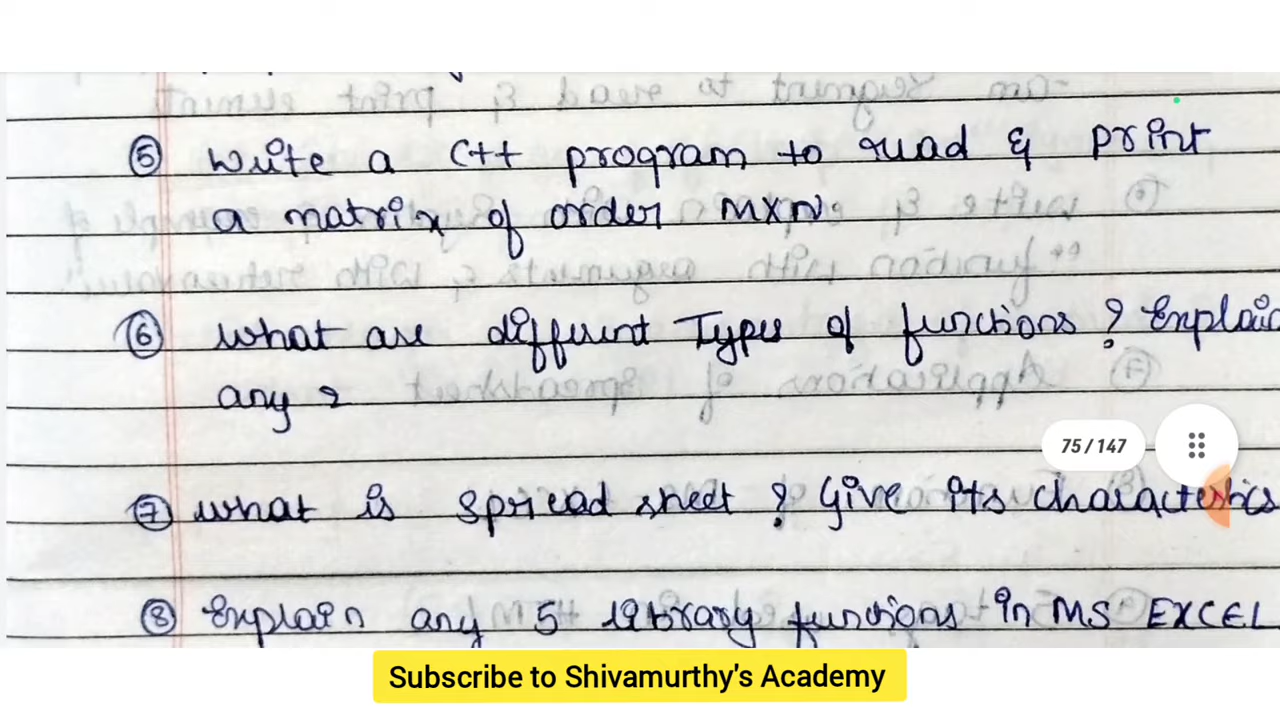 ⑤ Write a C++ program to read & print
a matrix of order MXN.
⑥ What are different Types of functions ? Explain
any 2
75 / 147
⑦ What is spread sheet ? Give its characteristics
⑧ Explain any 5 library functions in MS EXCEL
Subscribe to Shivamurthy's Academy